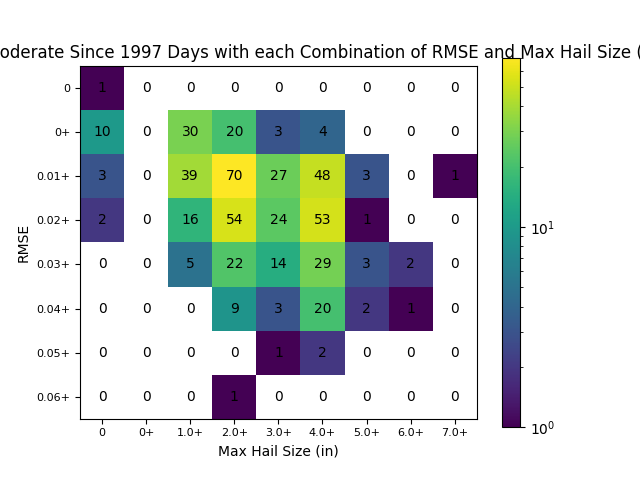 oderate Since 1997 Days with each Combination of RMSE and Max Hail Size (
0 1 0 0 0 0 0 0 0 0
0+ 10 0 30 20 3 4 0 0 0
0.01+ 3 0 39 70 27 48 3 0 1
0.02+ 2 0 16 54 24 53 1 0 0
0.03+ 0 0 5 22 14 29 3 2 0
0.04+ 0 0 0 9 3 20 2 1 0
0.05+ 0 0 0 0 1 2 0 0 0
0.06+ 0 0 0 1 0 0 0 0 0
0 0+ 1.0+ 2.0+ 3.0+ 4.0+ 5.0+ 6.0+ 7.0+
Max Hail Size (in)
RMSE
10¹
10⁰